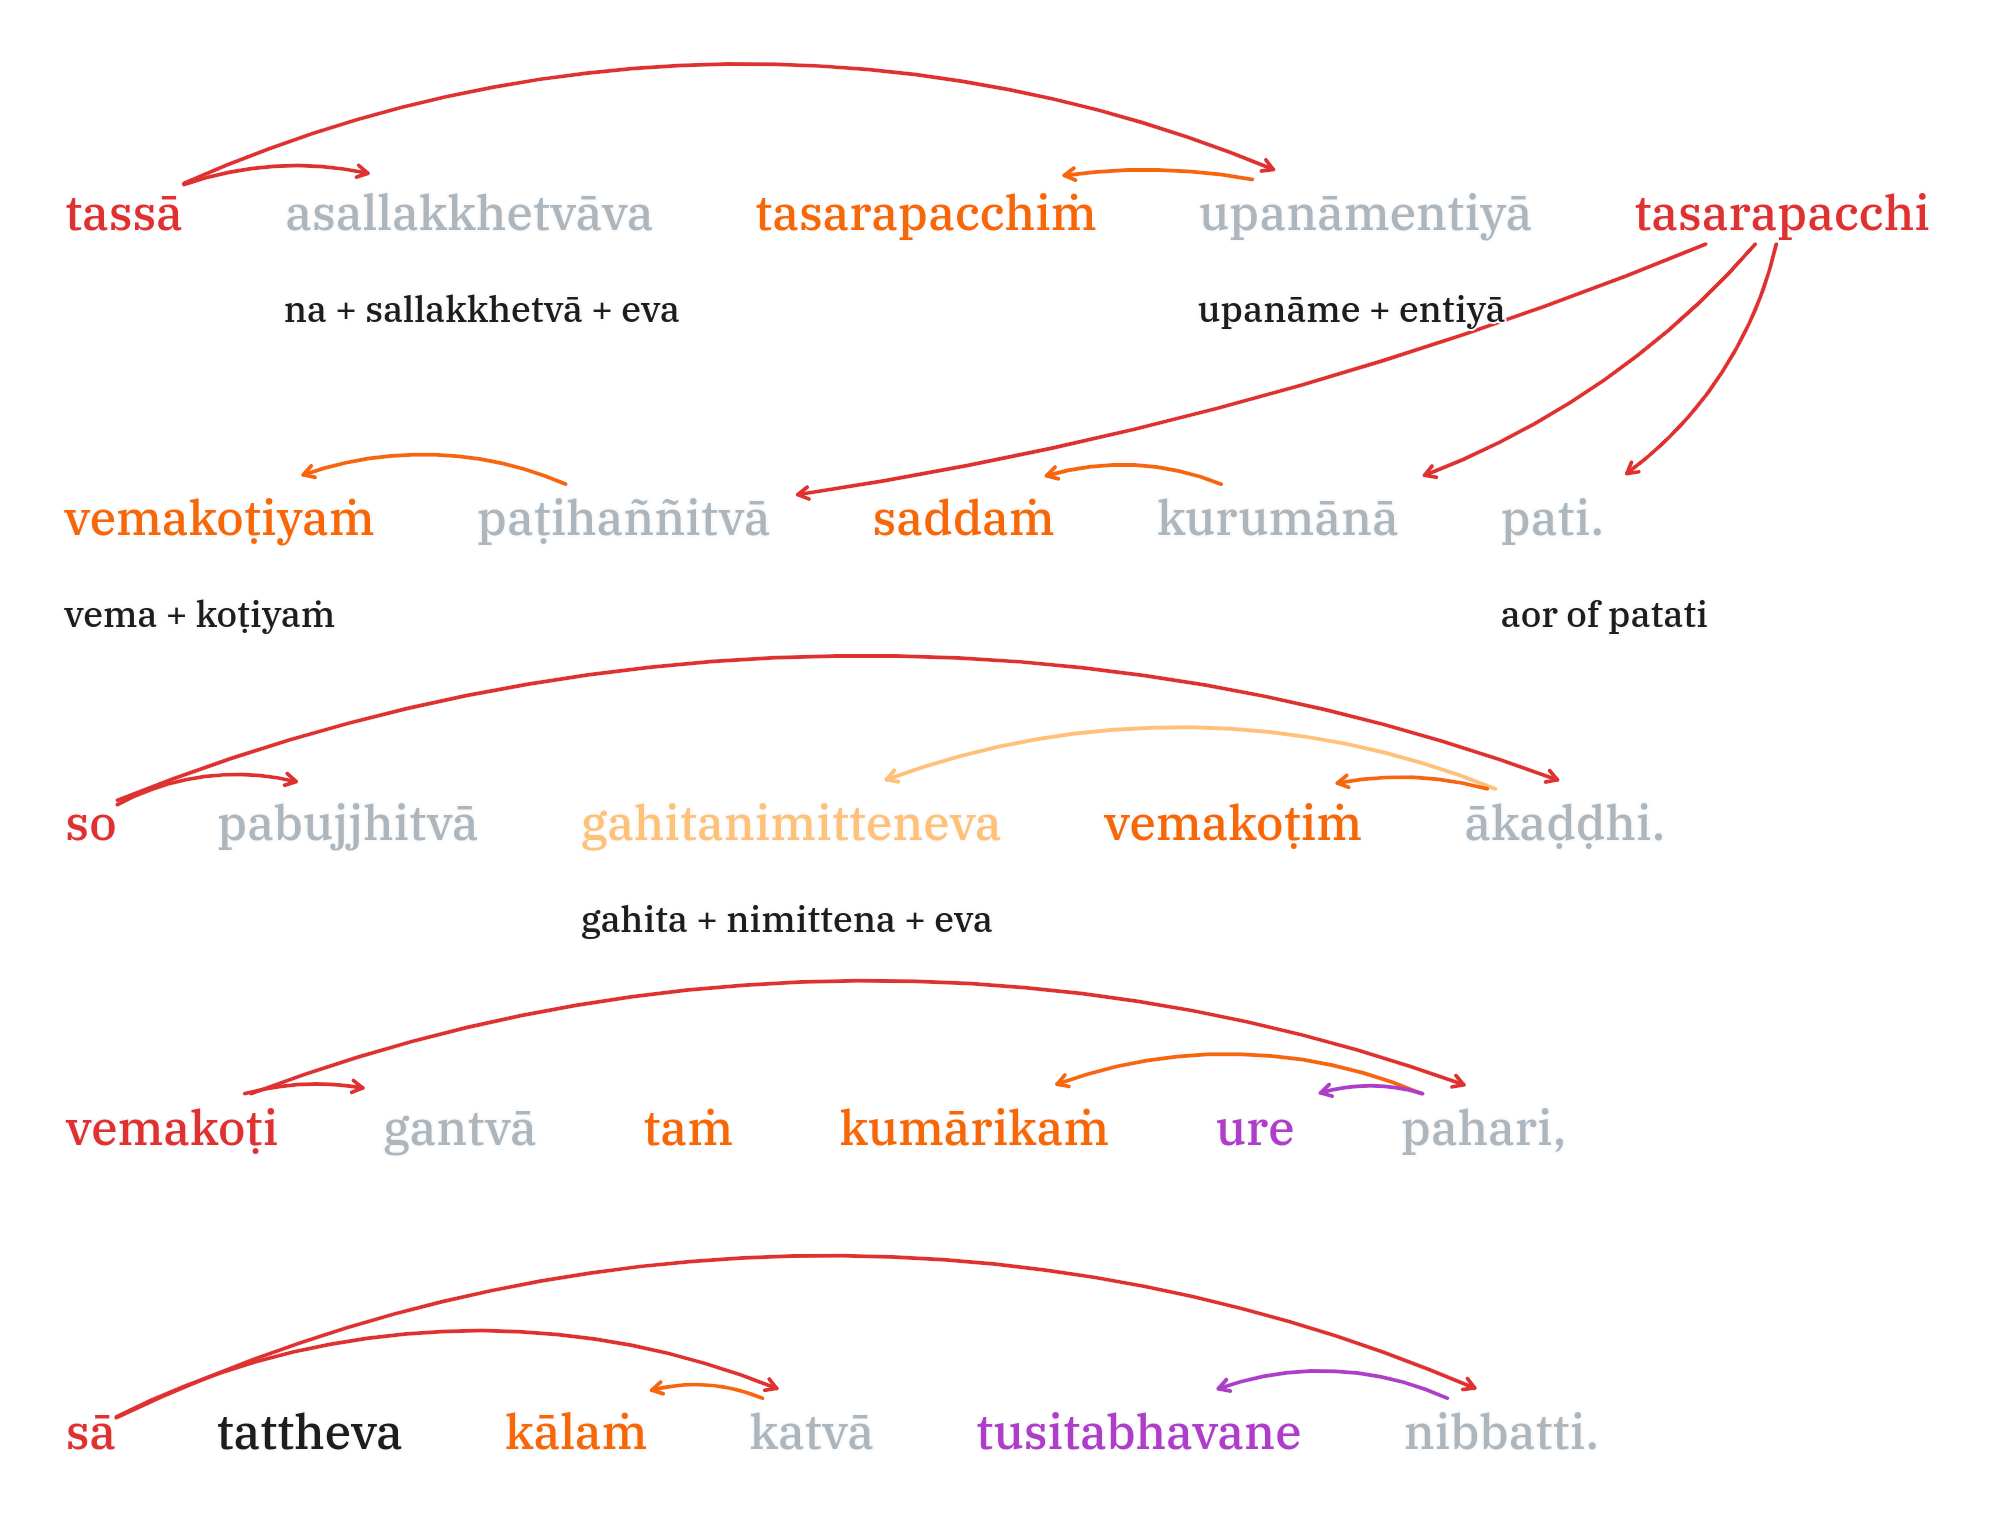 tassā asallakkhetvāva tasarapacchiṁ upanāmentiyā tasarapacchi
na + sallakkhetvā + eva upanāme + entiyā
vemakoṭiyaṁ paṭihaññitvā saddaṁ kurumānā pati.
vema + koṭiyaṁ aor of patati
so pabujjhitvā gahitanimitteneva vemakoṭiṁ ākaḍḍhi.
gahita + nimittena + eva
vemakoṭi gantvā taṁ kumārikaṁ ure pahari,
sā tattheva kālaṁ katvā tusitabhavane nibbatti.